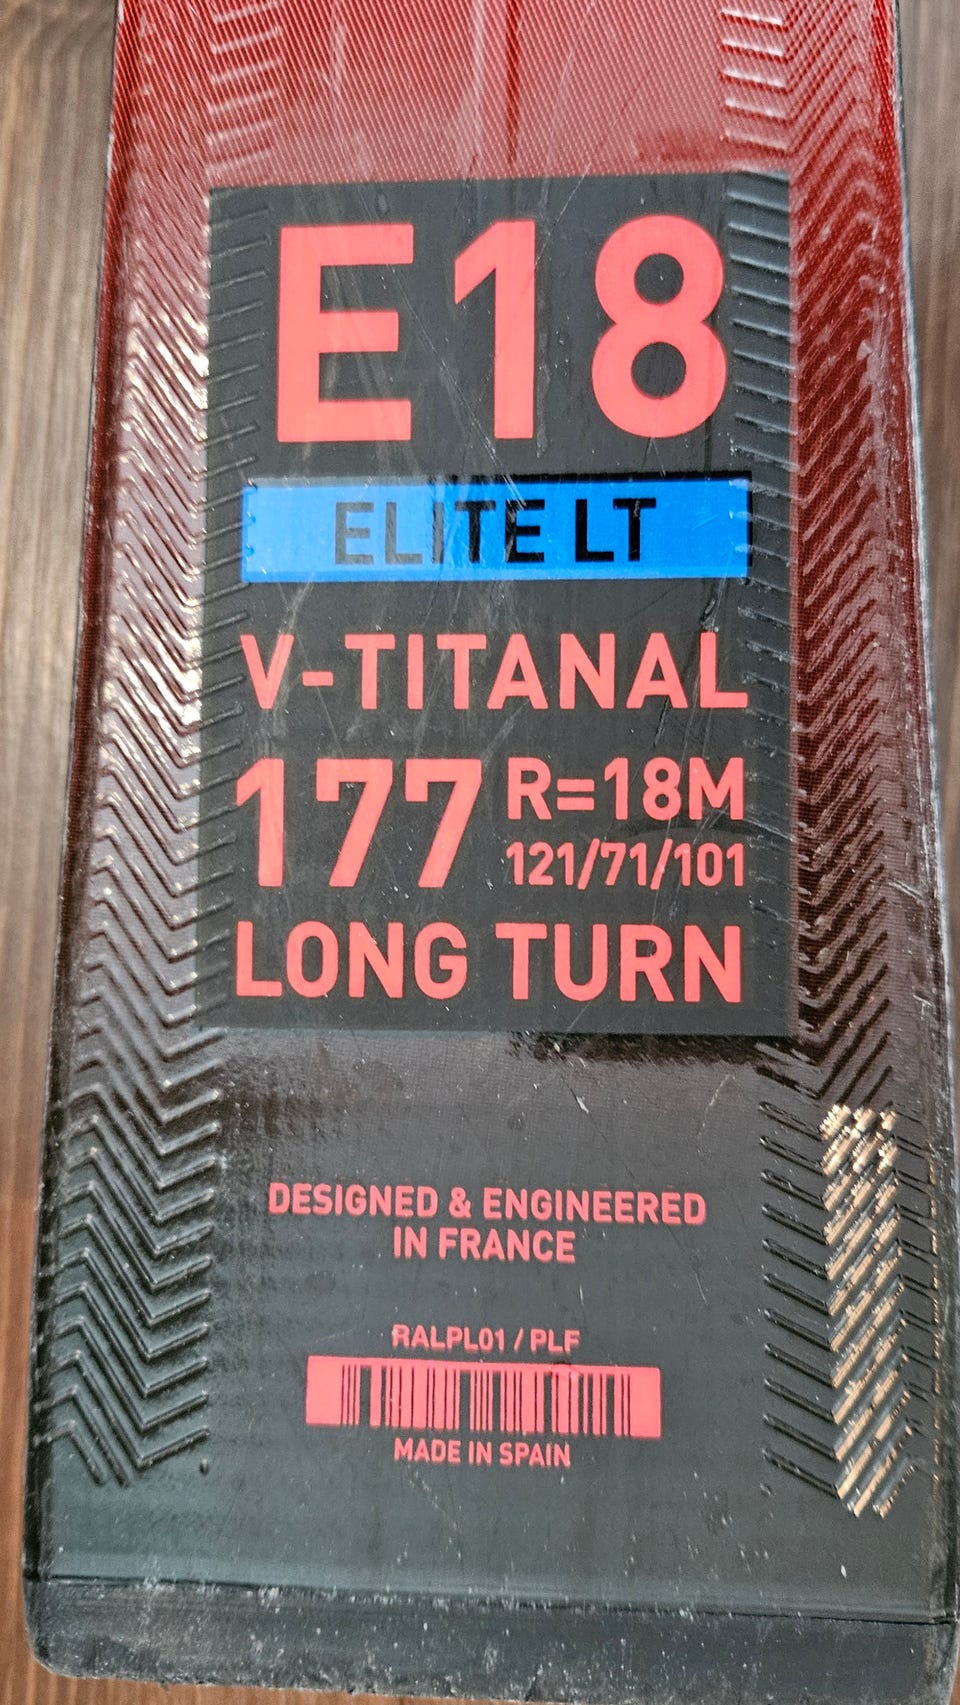 E18
ELITE LT
V-TITANAL
177 R=18M
121/71/101
LONG TURN
DESIGNED & ENGINEERED
IN FRANCE
RALPL01 / PLF
MADE IN SPAIN